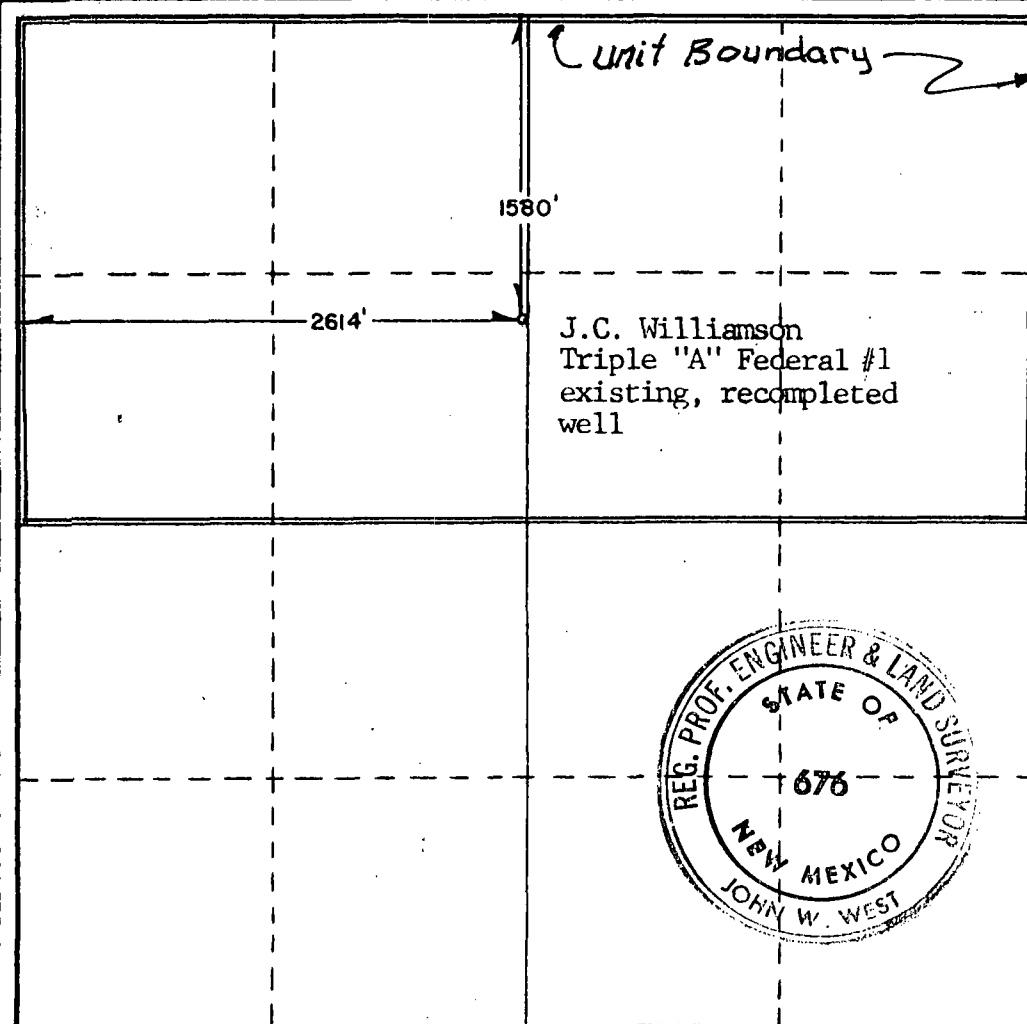 unit Boundary
1580'
2614'
J.C. Williamson
Triple "A" Federal #1
existing, recompleted
well
REG. PROF. ENGINEER & LAND SURVEYOR
STATE OF
676
NEW MEXICO
JOHN W. WEST